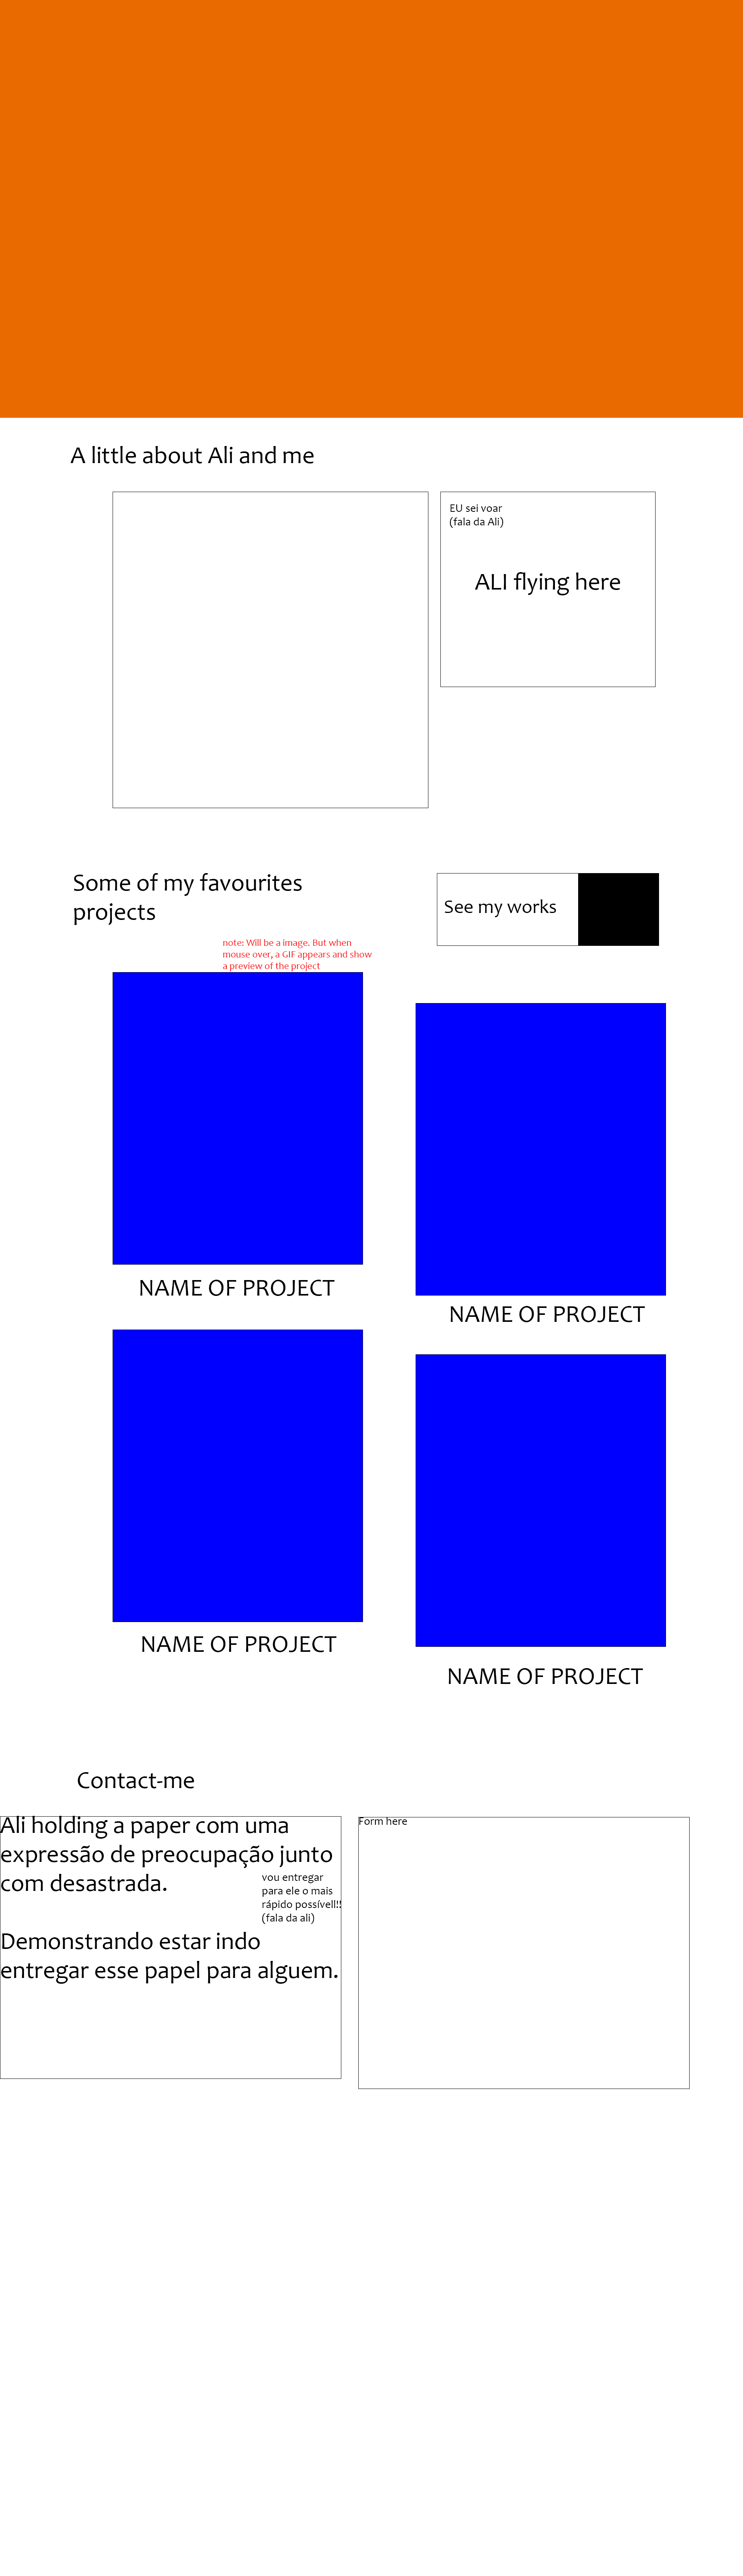 A little about Ali and me
EU sei voar
(fala da Ali)
ALI flying here
Some of my favourites
projects
See my works
note: Will be a image. But when
mouse over, a GIF appears and show
a preview of the project
NAME OF PROJECT
NAME OF PROJECT
NAME OF PROJECT
NAME OF PROJECT
Contact-me
Ali holding a paper com uma
expressão de preocupação junto
com desastrada.
vou entregar
para ele o mais
rápido possívell!!
(fala da ali)
Demonstrando estar indo
entregar esse papel para alguem.
Form here